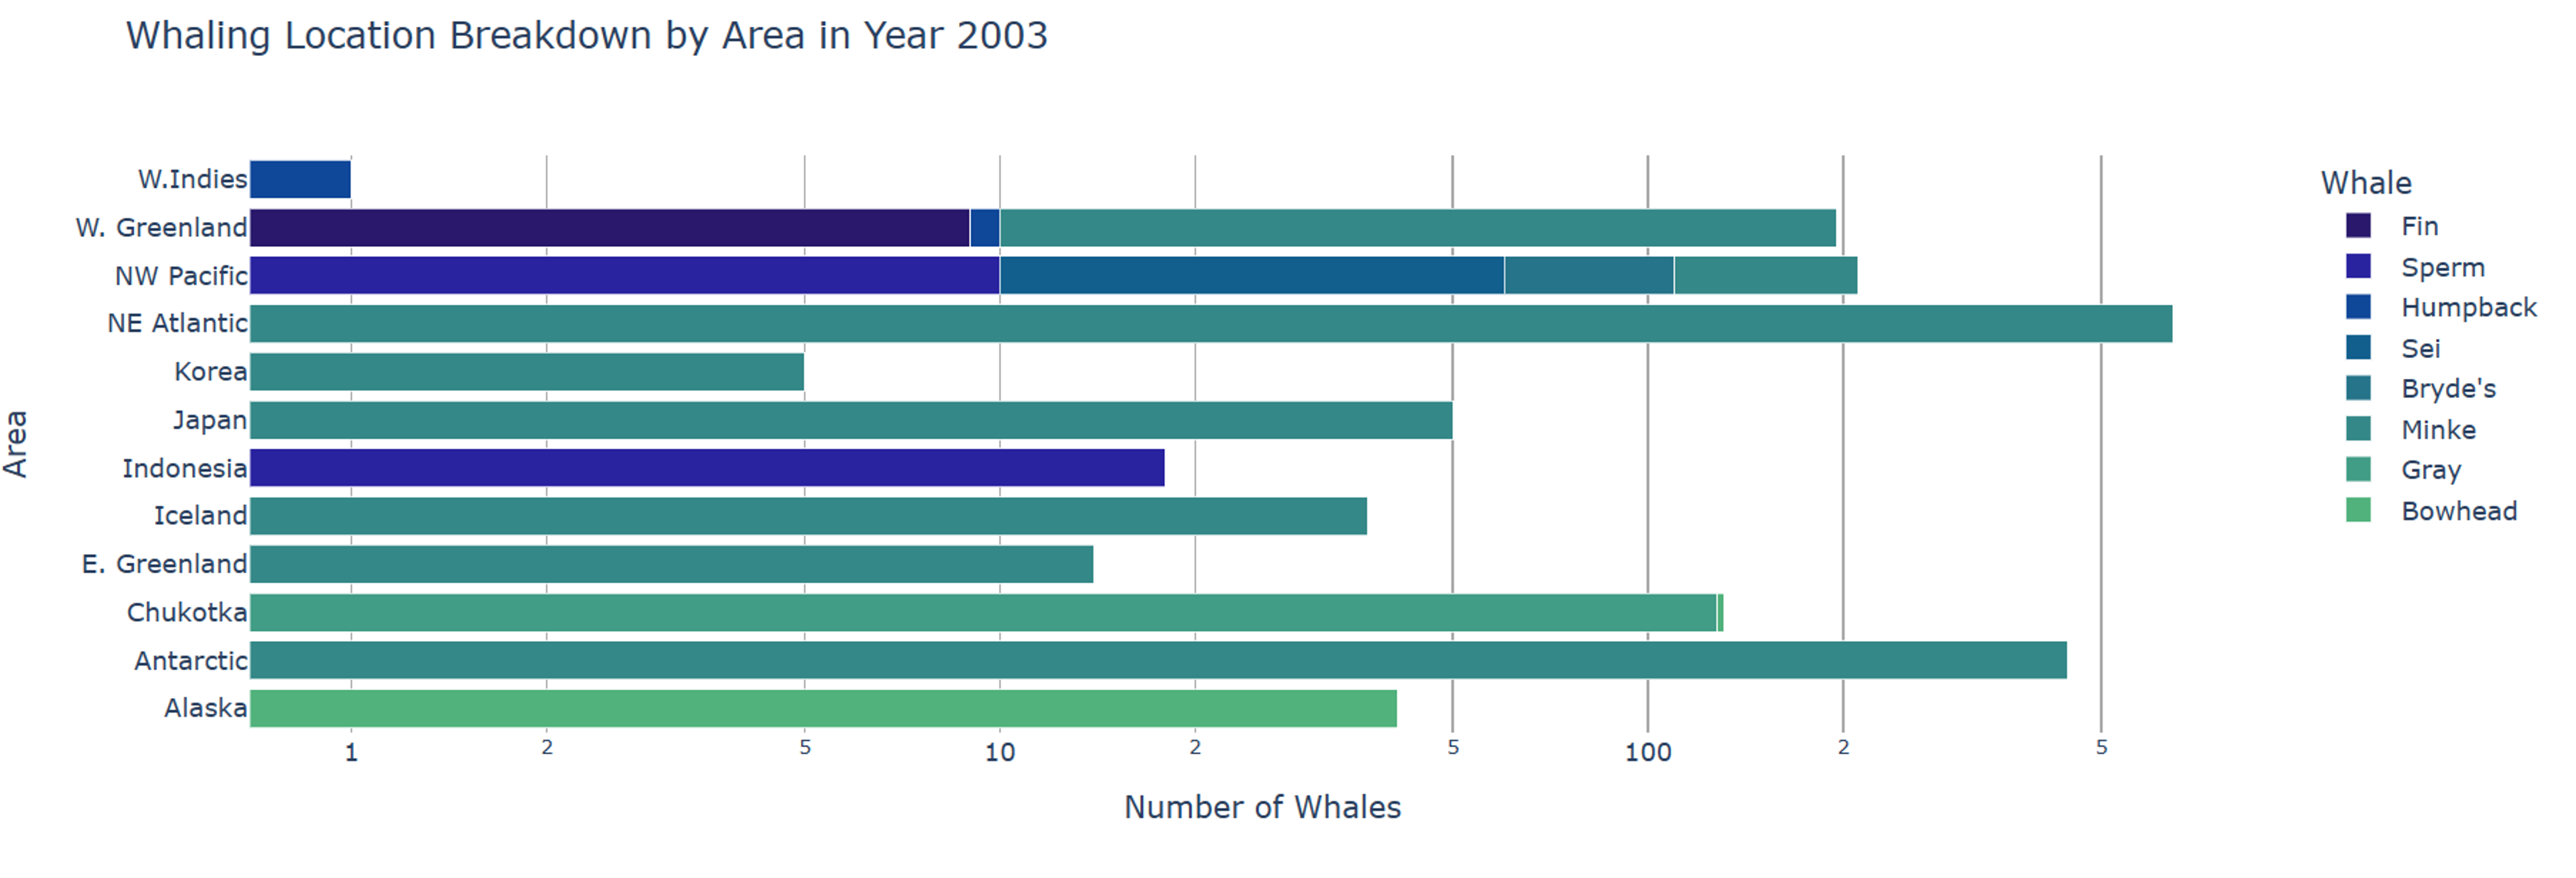 Whaling Location Breakdown by Area in Year 2003
Area
W.Indies
W. Greenland
NW Pacific
NE Atlantic
Korea
Japan
Indonesia
Iceland
E. Greenland
Chukotka
Antarctic
Alaska
1 2 5 10 2 5 100 2 5
Number of Whales
Whale
Fin
Sperm
Humpback
Sei
Bryde's
Minke
Gray
Bowhead